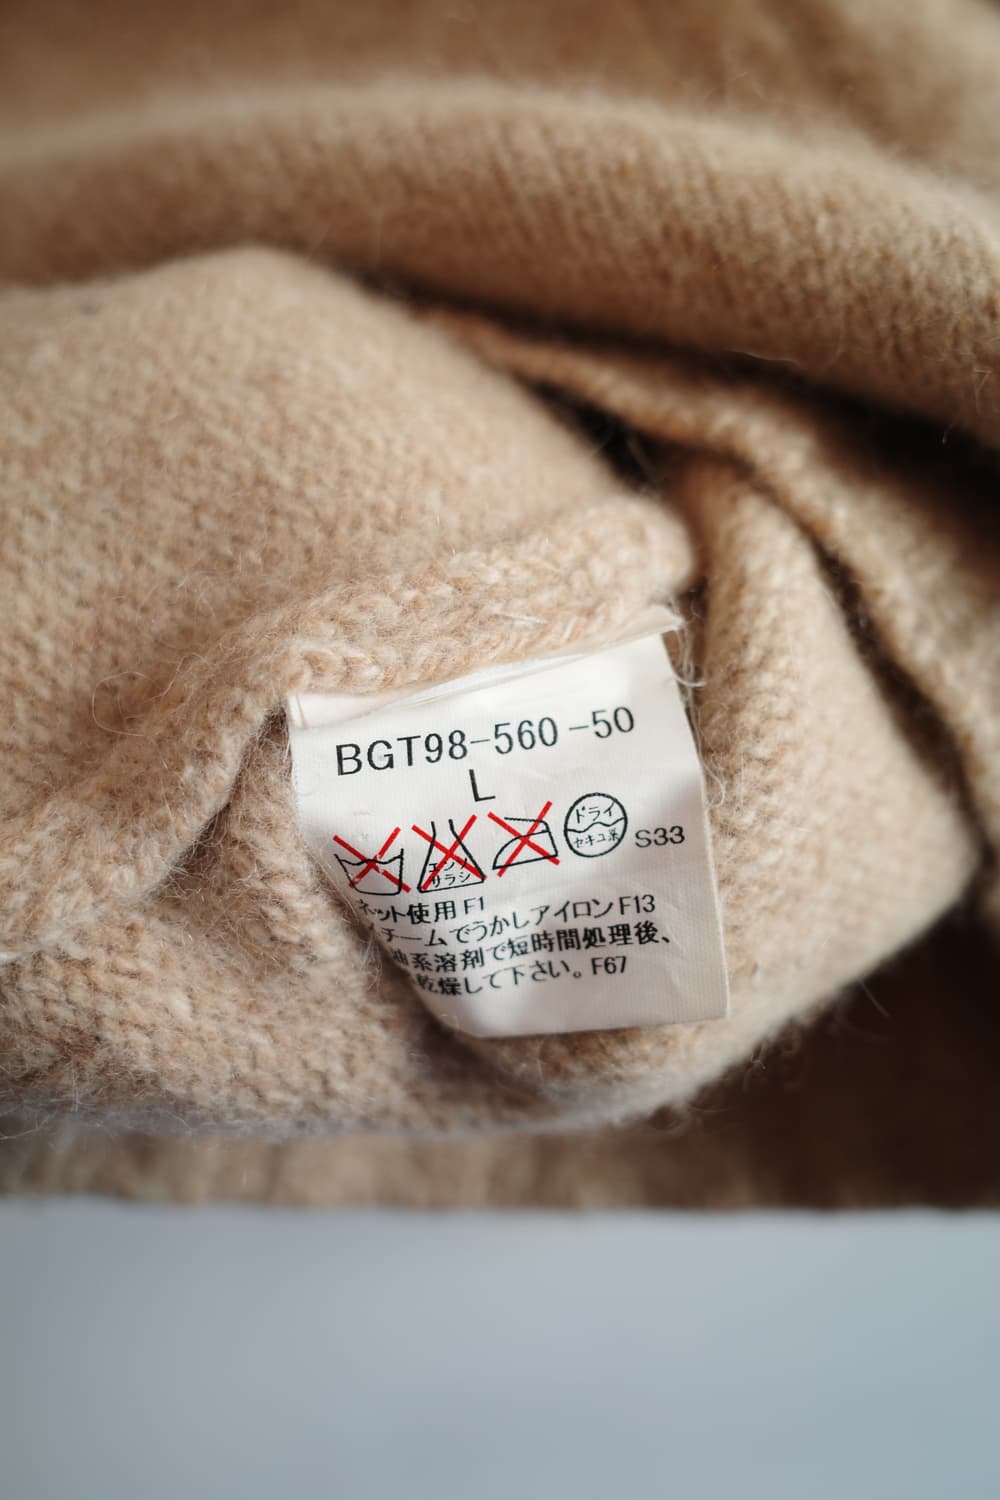 BGT98-560-50
L
エンソ
サラシ
ドライ
セキユ系
S33
ネット使用 F1
チームでうかしアイロン F13
油系溶剤で短時間処理後、
乾燥して下さい。F67